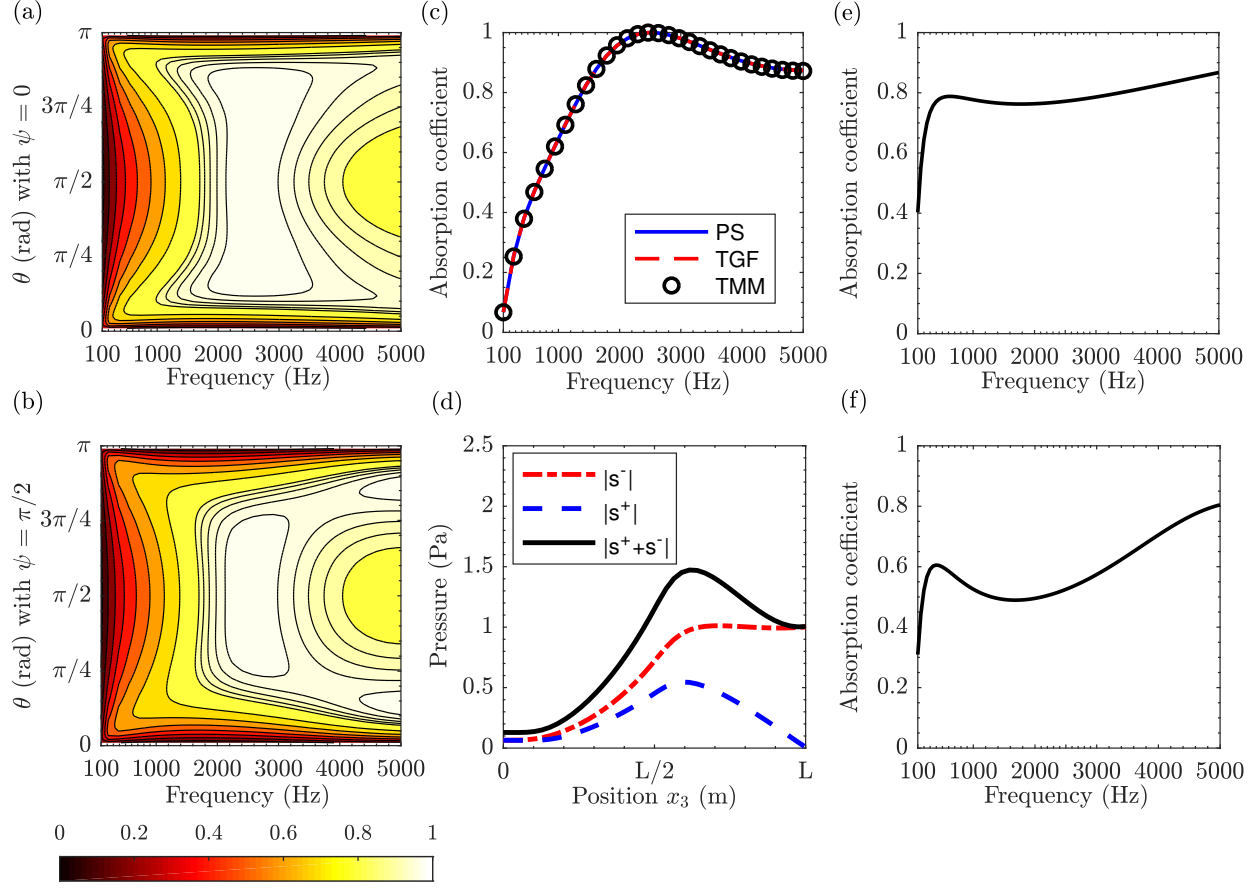 (a)
π
3π/4
π/2
π/4
0
θ (rad) with ψ = 0
100 1000 2000 3000 4000 5000
Frequency (Hz)
(b)
π
3π/4
π/2
π/4
0
θ (rad) with ψ = π/2
100 1000 2000 3000 4000 5000
Frequency (Hz)
0 0.2 0.4 0.6 0.8 1
(c)
1
0.8
0.6
0.4
0.2
0
Absorption coefficient
PS
TGF
TMM
100 1000 2000 3000 4000 5000
Frequency (Hz)
(d)
2.5
2
1.5
1
0.5
0
Pressure (Pa)
|s⁻|
|s⁺|
|s⁺+s⁻|
0 L/2 L
Position x₃ (m)
(e)
1
0.8
0.6
0.4
0.2
0
Absorption coefficient
100 1000 2000 3000 4000 5000
Frequency (Hz)
(f)
1
0.8
0.6
0.4
0.2
0
Absorption coefficient
100 1000 2000 3000 4000 5000
Frequency (Hz)